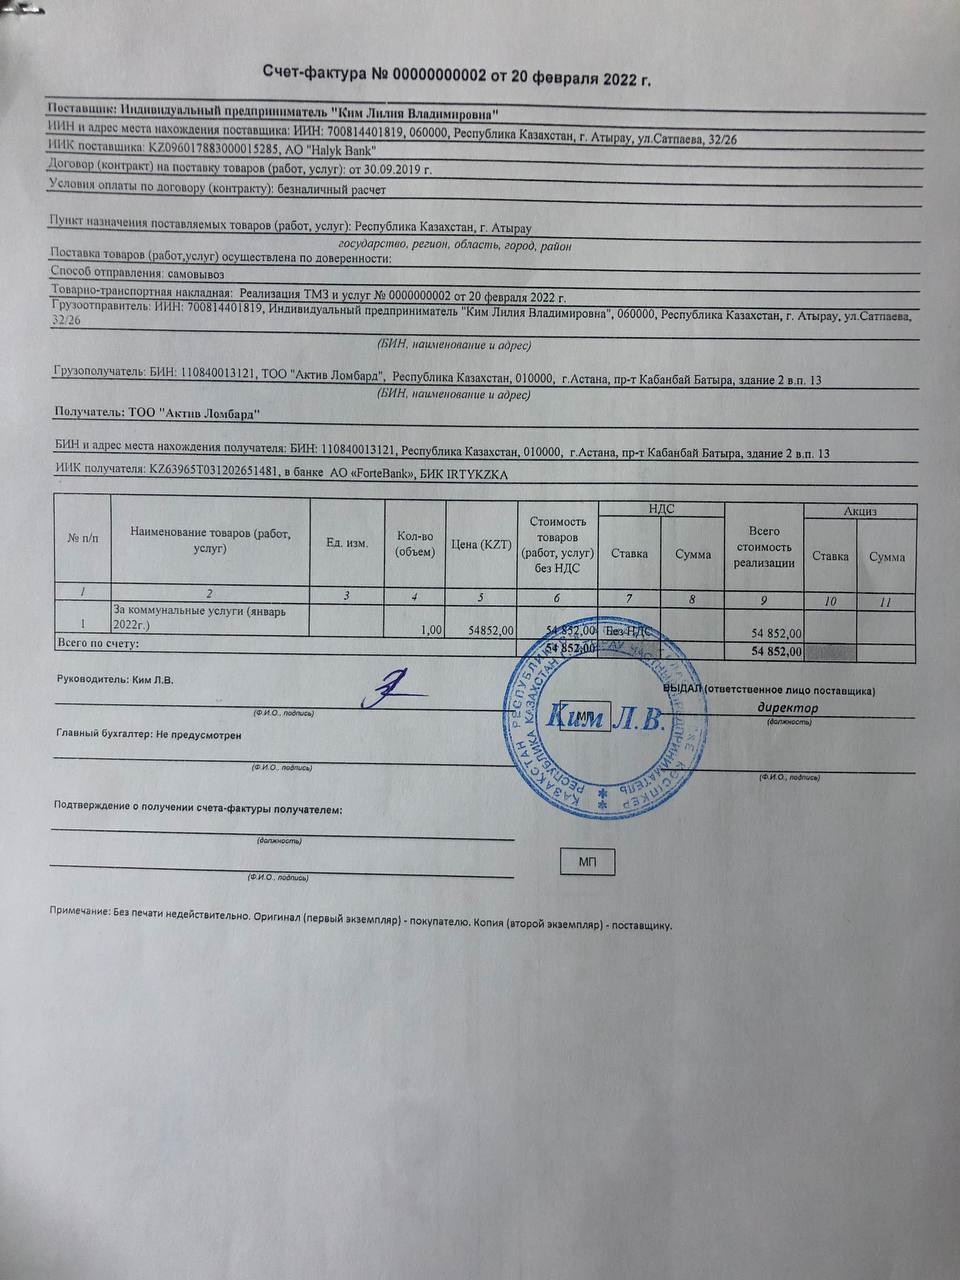 Счет-фактура № 00000000002 от 20 февраля 2022 г.
Поставщик: Индивидуальный предприниматель "Ким Лилия Владимировна"
ИИН и адрес места нахождения поставщика: ИИН: 700814401819, 060000, Республика Казахстан, г. Атырау, ул.Сатпаева, 32/26
ИИК поставщика: KZ096017883000015285, АО "Halyk Bank"
Договор (контракт) на поставку товаров (работ, услуг): от 30.09.2019 г.
Условия оплаты по договору (контракту): безналичный расчет
Пункт назначения поставляемых товаров (работ, услуг): Республика Казахстан, г. Атырау
государство, регион, область, город, район
Поставка товаров (работ,услуг) осуществлена по доверенности:
Способ отправления: самовывоз
Товарно-транспортная накладная: Реализация ТМЗ и услуг № 0000000002 от 20 февраля 2022 г.
Грузоотправитель: ИИН: 700814401819, Индивидуальный предприниматель "Ким Лилия Владимировна", 060000, Республика Казахстан, г. Атырау, ул.Сатпаева,
32/26
(БИН, наименование и адрес)
Грузополучатель: БИН: 110840013121, ТОО "Актив Ломбард", Республика Казахстан, 010000, г.Астана, пр-т Кабанбай Батыра, здание 2 в.п. 13
(БИН, наименование и адрес)
Получатель: ТОО "Актив Ломбард"
БИН и адрес места нахождения получателя: БИН: 110840013121, Республика Казахстан, 010000, г.Астана, пр-т Кабанбай Батыра, здание 2 в.п. 13
ИИК получателя: KZ63965T031202651481, в банке АО «ForteBank», БИК IRTYKZKA
№ п/п Наименование товаров (работ, услуг) Ед. изм. Кол-во (объем) Цена (KZT) Стоимость товаров (работ, услуг) без НДС НДС Ставка Сумма Всего стоимость реализации Акциз Ставка Сумма
1 2 3 4 5 6 7 8 9 10 11
1 За коммунальные услуги (январь 2022г.) 1,00 54852,00 54 852,00 Без НДС 54 852,00
Всего по счету: 54 852,00 54 852,00
Руководитель: Ким Л.В.
ВЫДАЛ (ответственное лицо поставщика)
директор
(Ф.И.О., подпись)
МП
(должность)
Ким Л.В.
ҚАЗАҚСТАН РЕСПУБЛИКАСЫ
РЕСПУБЛИКА КАЗАХСТАН
КӘСІПКЕР
ПРЕДПРИНИМАТЕЛЬ
Главный бухгалтер: Не предусмотрен
(Ф.И.О., подпись)
(Ф.И.О., подпись)
Подтверждение о получении счета-фактуры получателем:
(должность)
МП
(Ф.И.О., подпись)
Примечание: Без печати недействительно. Оригинал (первый экземпляр) - покупателю. Копия (второй экземпляр) - поставщику.